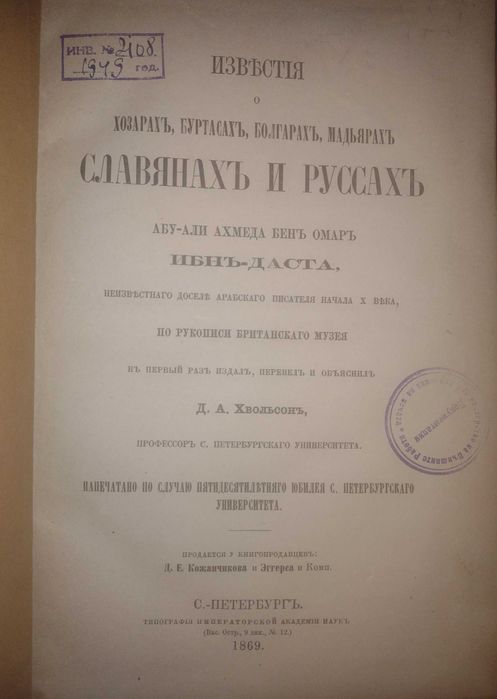 ИНВ. № 2108
1949 год.
ИЗВѢСТІЯ
О
ХОЗАРАХЪ, БУРТАСАХЪ, БОЛГАРАХЪ, МАДЬЯРАХЪ
СЛАВЯНАХЪ И РУССАХЪ
АБУ-АЛИ АХМЕДА БЕНЪ ОМАРЪ
ИБНЪ-ДАСТА,
НЕИЗВѢСТНАГО ДОСЕЛѢ АРАБСКАГО ПИСАТЕЛЯ НАЧАЛА X ВѢКА,
ПО РУКОПИСИ БРИТАНСКАГО МУЗЕЯ
ВЪ ПЕРВЫЙ РАЗЪ ИЗДАЛЪ, ПЕРЕВЕЛЪ И ОБЪЯСНИЛЪ
Д. А. Хвольсонъ,
ПРОФЕССОРЪ С. ПЕТЕРБУРГСКАГО УНИВЕРСИТЕТА.
НАПЕЧАТАНО ПО СЛУЧАЮ ПЯТИДЕСЯТИЛѢТНЯГО ЮБИЛЕЯ С. ПЕТЕРБУРГСКАГО
УНИВЕРСИТЕТА.
ПРОДАЕТСЯ У КНИГОПРОДАВЦЕВЪ:
Д. Е. Кожанчикова и Эггерса и Комп.
С.-ПЕТЕРБУРГЪ.
ТИПОГРАФІЯ ИМПЕРАТОРСКОЙ АКАДЕМІИ НАУКЪ.
(Вас. Остр., 9 лин., № 12.)
1869.